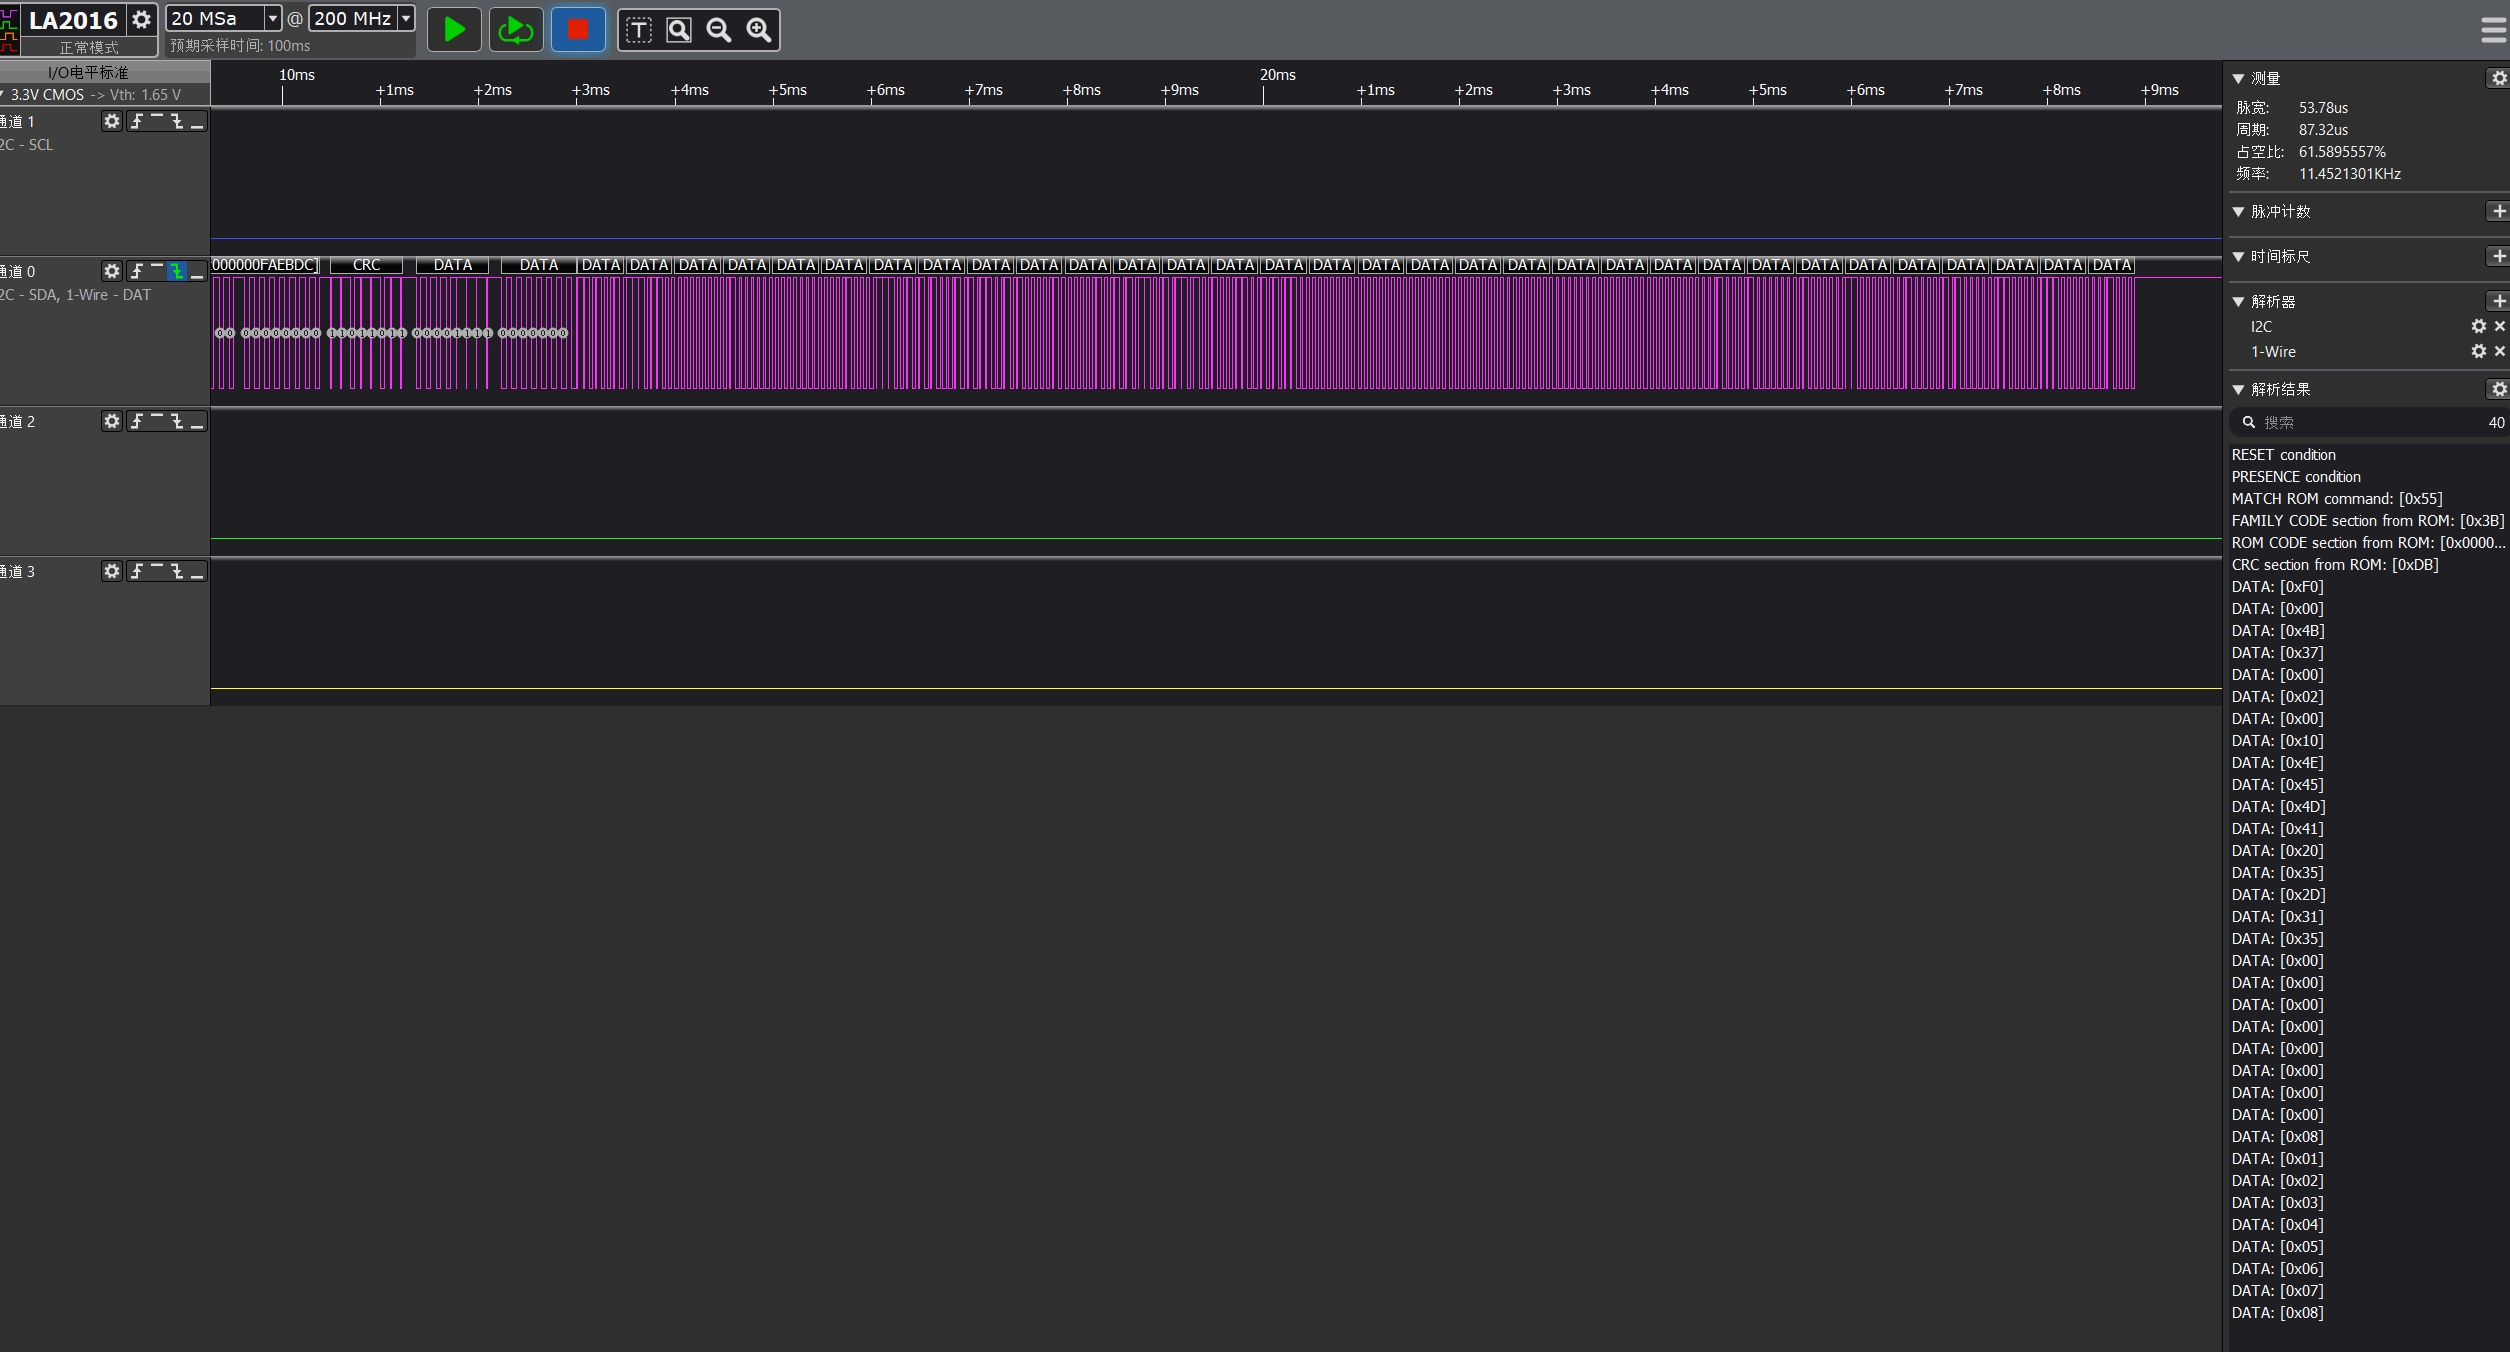 LA2016
正常模式
20 MSa @ 200 MHz
预期采样时间: 100ms
I/O电平标准
3.3V CMOS -> Vth: 1.65 V
10ms +1ms +2ms +3ms +4ms +5ms +6ms +7ms +8ms +9ms 20ms +1ms +2ms +3ms +4ms +5ms +6ms +7ms +8ms +9ms
通道 1
2C - SCL
通道 0
2C - SDA, 1-Wire - DAT
000000FAEBDC] CRC DATA DATA DATA DATA DATA DATA DATA DATA DATA DATA DATA DATA DATA DATA DATA DATA DATA DATA DATA DATA DATA DATA DATA DATA DATA DATA DATA DATA DATA DATA DATA DATA DATA DATA
通道 2
通道 3
测量
脉宽: 53.78us
周期: 87.32us
占空比: 61.5895557%
频率: 11.4521301KHz
脉冲计数
时间标尺
解析器
I2C
1-Wire
解析结果
搜索 40
RESET condition
PRESENCE condition
MATCH ROM command: [0x55]
FAMILY CODE section from ROM: [0x3B]
ROM CODE section from ROM: [0x0000...
CRC section from ROM: [0xDB]
DATA: [0xF0]
DATA: [0x00]
DATA: [0x4B]
DATA: [0x37]
DATA: [0x00]
DATA: [0x02]
DATA: [0x00]
DATA: [0x10]
DATA: [0x4E]
DATA: [0x45]
DATA: [0x4D]
DATA: [0x41]
DATA: [0x20]
DATA: [0x35]
DATA: [0x2D]
DATA: [0x31]
DATA: [0x35]
DATA: [0x00]
DATA: [0x00]
DATA: [0x00]
DATA: [0x00]
DATA: [0x00]
DATA: [0x00]
DATA: [0x00]
DATA: [0x00]
DATA: [0x08]
DATA: [0x01]
DATA: [0x02]
DATA: [0x03]
DATA: [0x04]
DATA: [0x05]
DATA: [0x06]
DATA: [0x07]
DATA: [0x08]